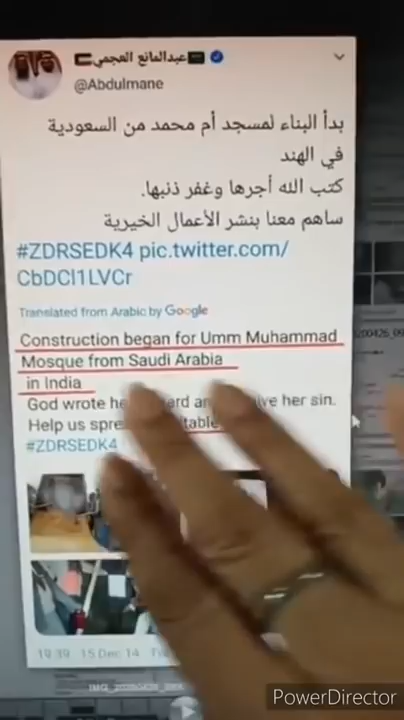 عبدالمانع العجمي
@Abdulmane
بدأ البناء لمسجد أم محمد من السعودية
في الهند
كتب الله أجرها وغفر ذنبها.
ساهم معنا بنشر الأعمال الخيرية
#ZDRSEDK4 pic.twitter.com/
CbDCl1LVCr
Translated from Arabic by Google
Construction began for Umm Muhammad
Mosque from Saudi Arabia
in India
God wrote her sin.
Help us
#ZDRSEDK4
19:39 15 Dec 14
PowerDirector